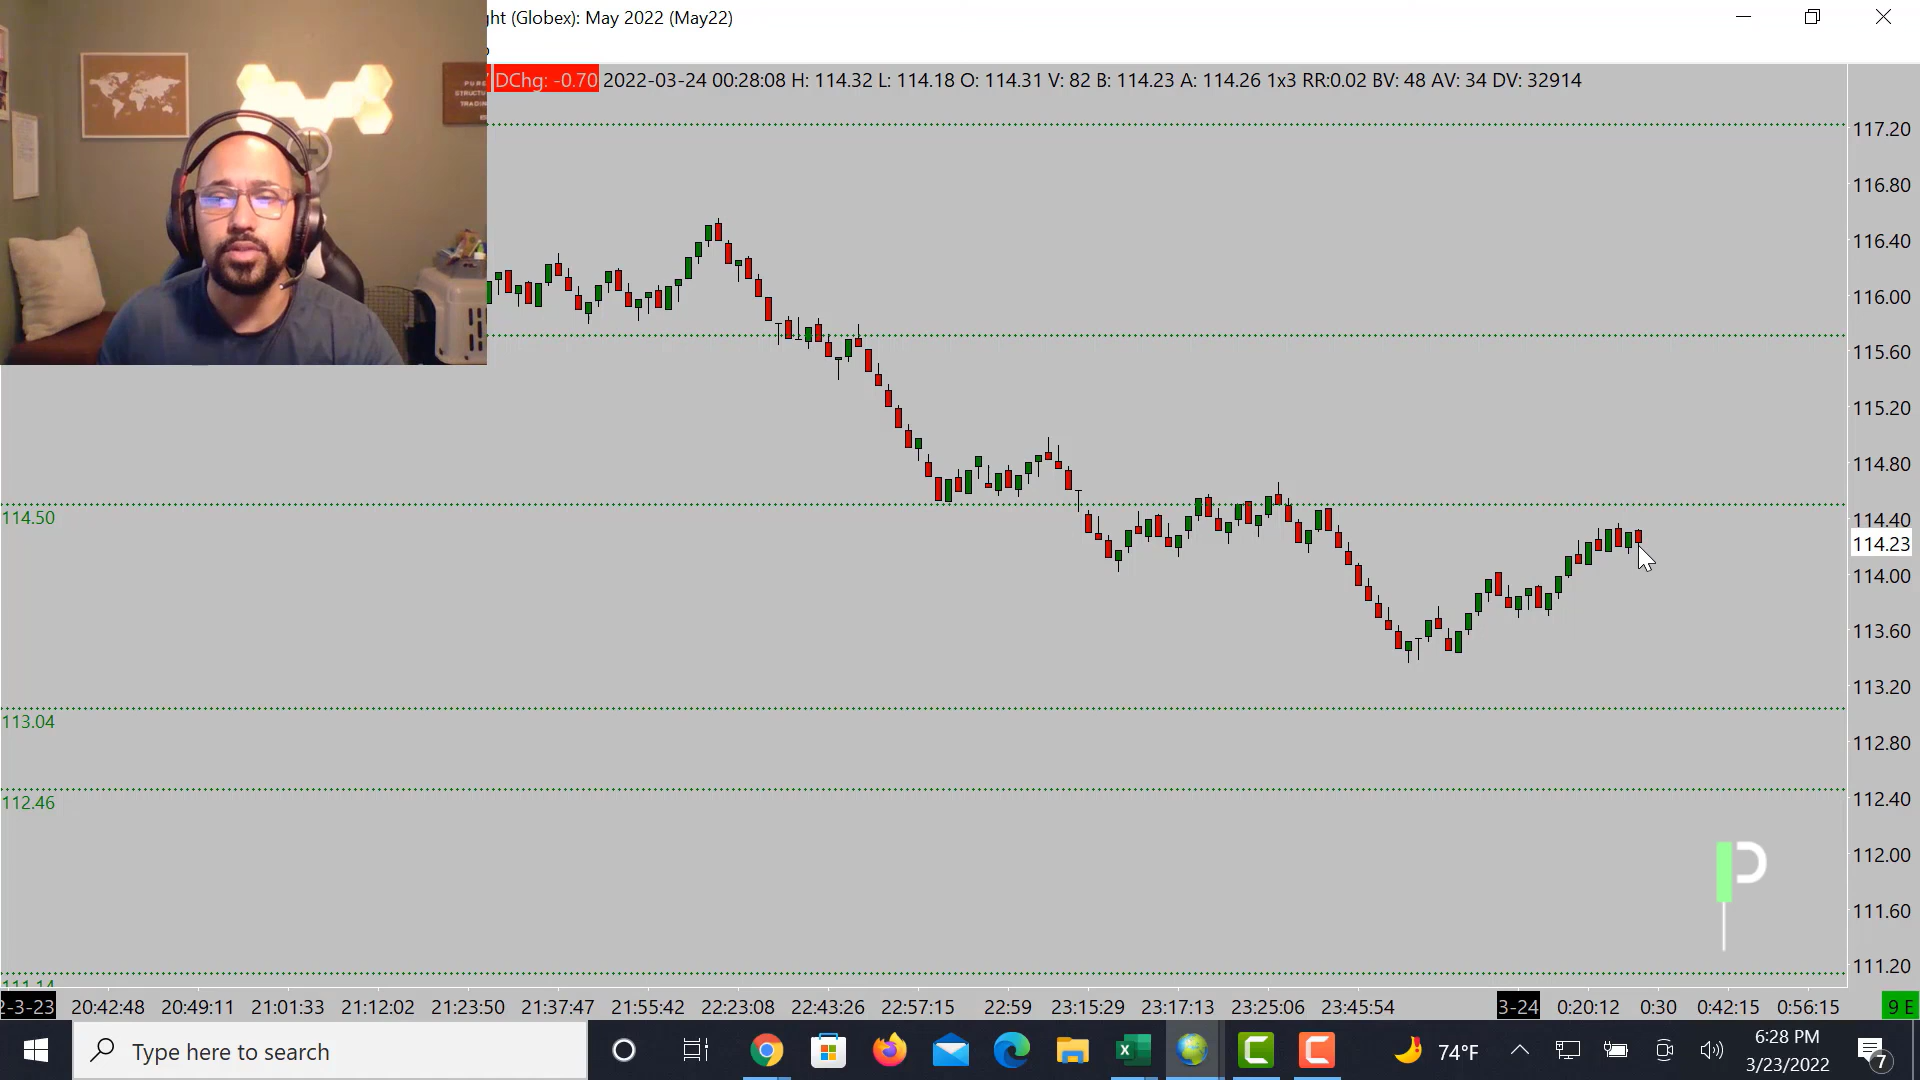 ght (Globex): May 2022 (May22)
DChg: -0.70 2022-03-24 00:28:08 H: 114.32 L: 114.18 O: 114.31 V: 82 B: 114.23 A: 114.26 1x3 RR:0.02 BV: 48 AV: 34 DV: 32914
PURE
STRUCTURE
TRADING
117.20
116.80
116.40
116.00
115.60
115.20
114.80
114.50
114.40
114.23
114.00
113.60
113.20
113.04
112.80
112.46
112.40
112.00
111.60
111.20
111.14
2-3-23 20:42:48 20:49:11 21:01:33 21:12:02 21:23:50 21:37:47 21:55:42 22:23:08 22:43:26 22:57:15 22:59 23:15:29 23:17:13 23:25:06 23:45:54 3-24 0:20:12 0:30 0:42:15 0:56:15 9 E
Type here to search
74°F
6:28 PM
3/23/2022
7